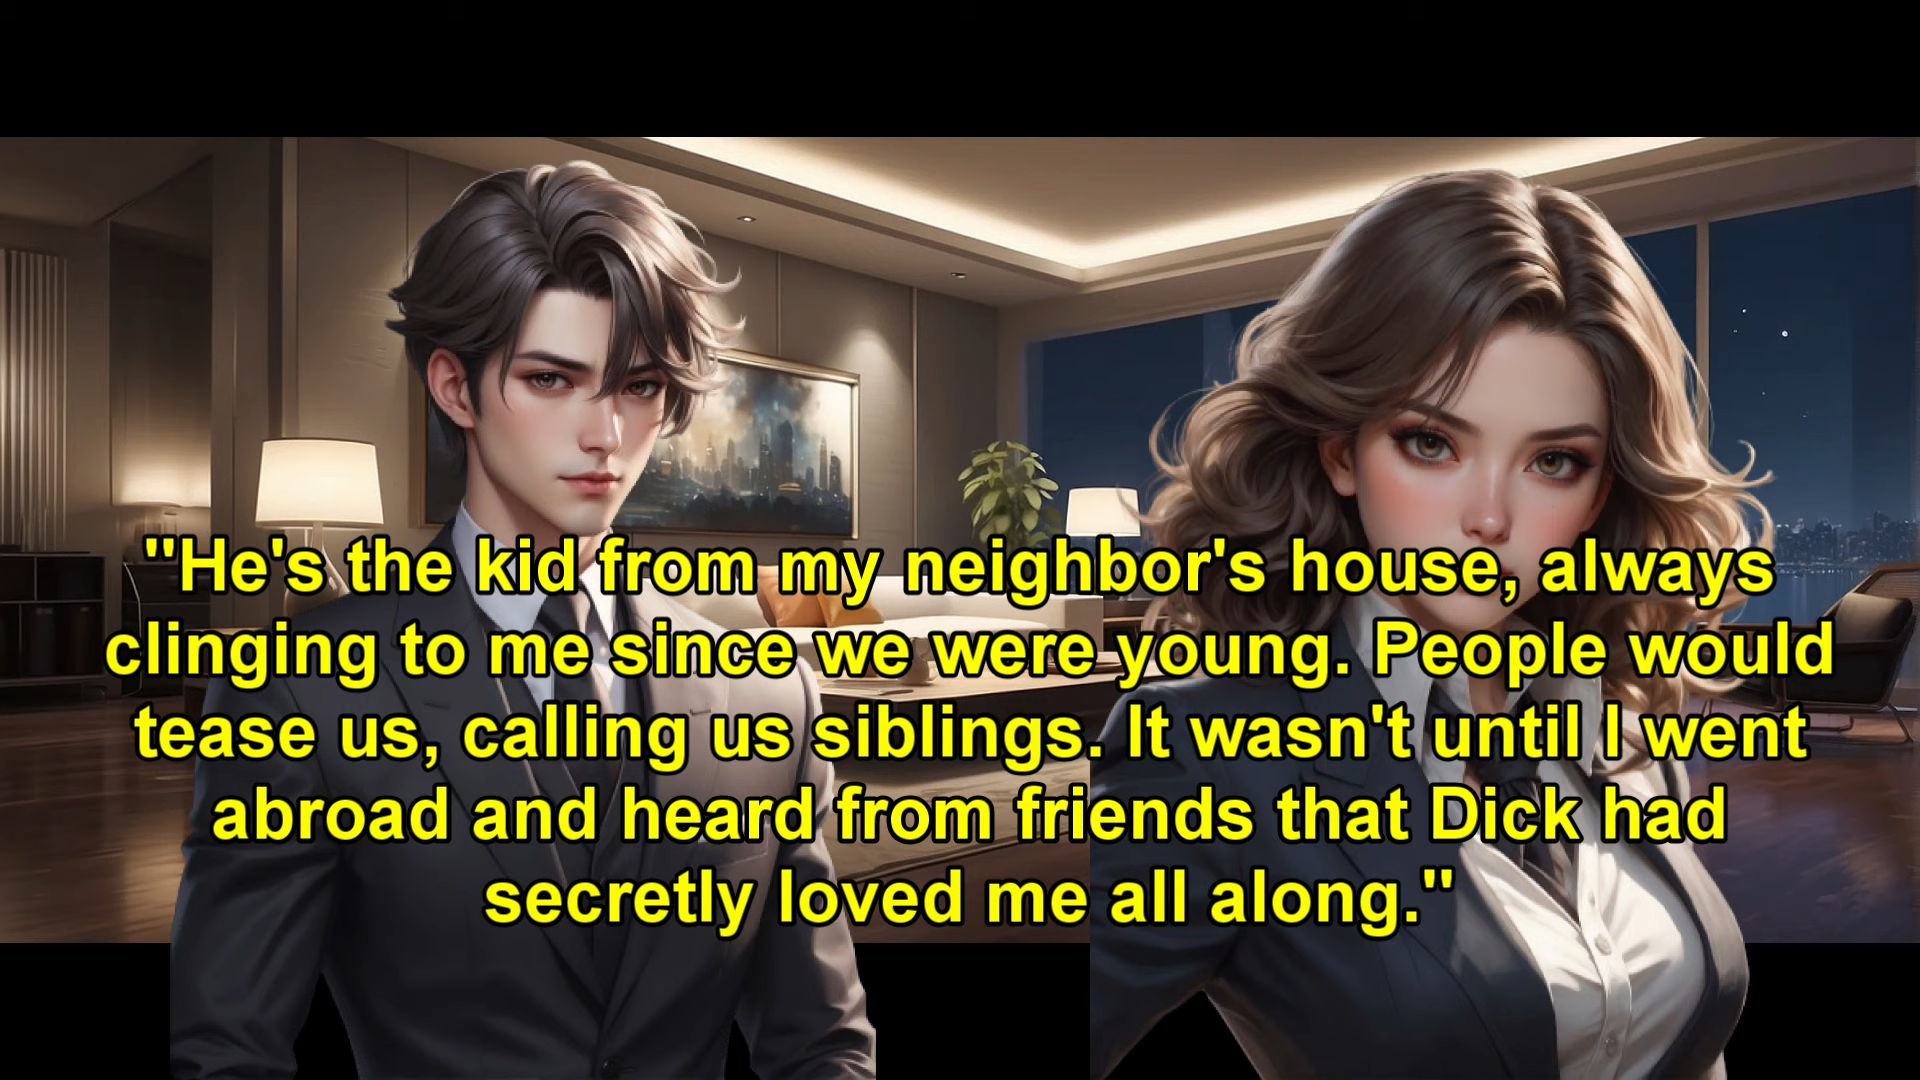 "He's the kid from my neighbor's house, always
clinging to me since we were young. People would
tease us, calling us siblings. It wasn't until I went
abroad and heard from friends that Dick had
secretly loved me all along."